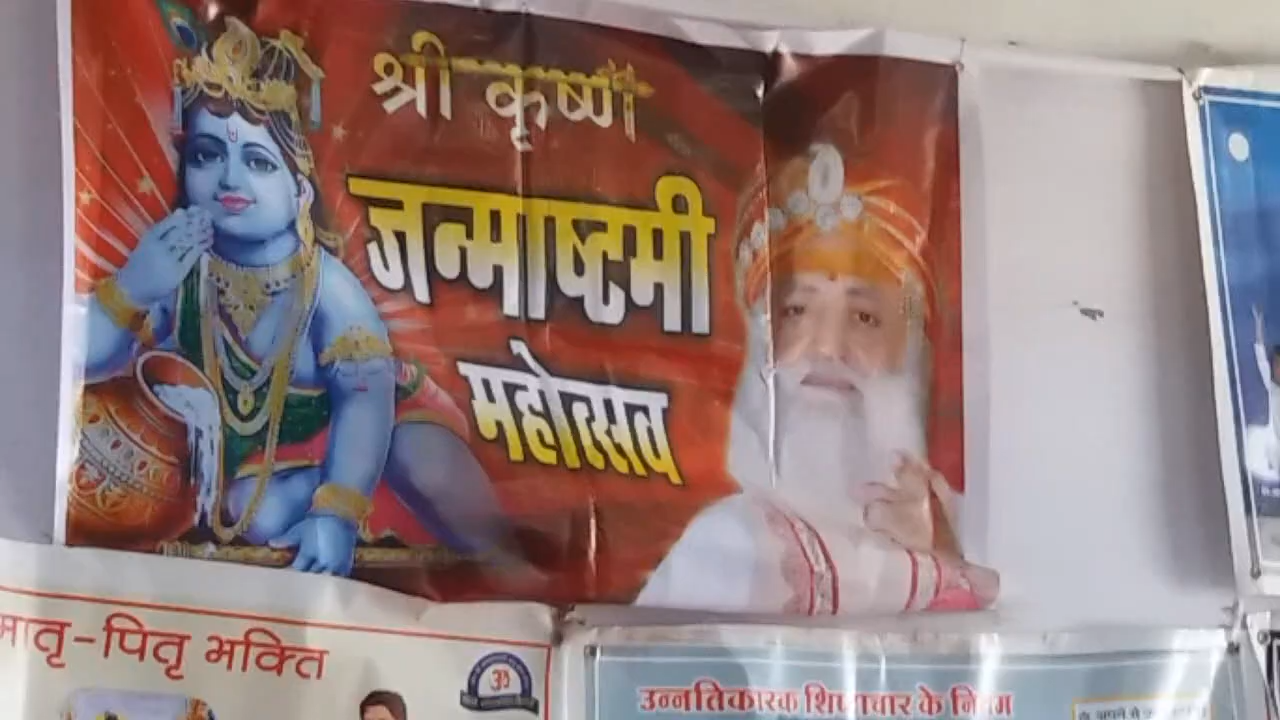 श्री कृष्ण
जन्माष्टमी
महोत्सव
मातृ-पितृ भक्ति
ॐ
उन्नतिकारक शिष्टाचार के नियम